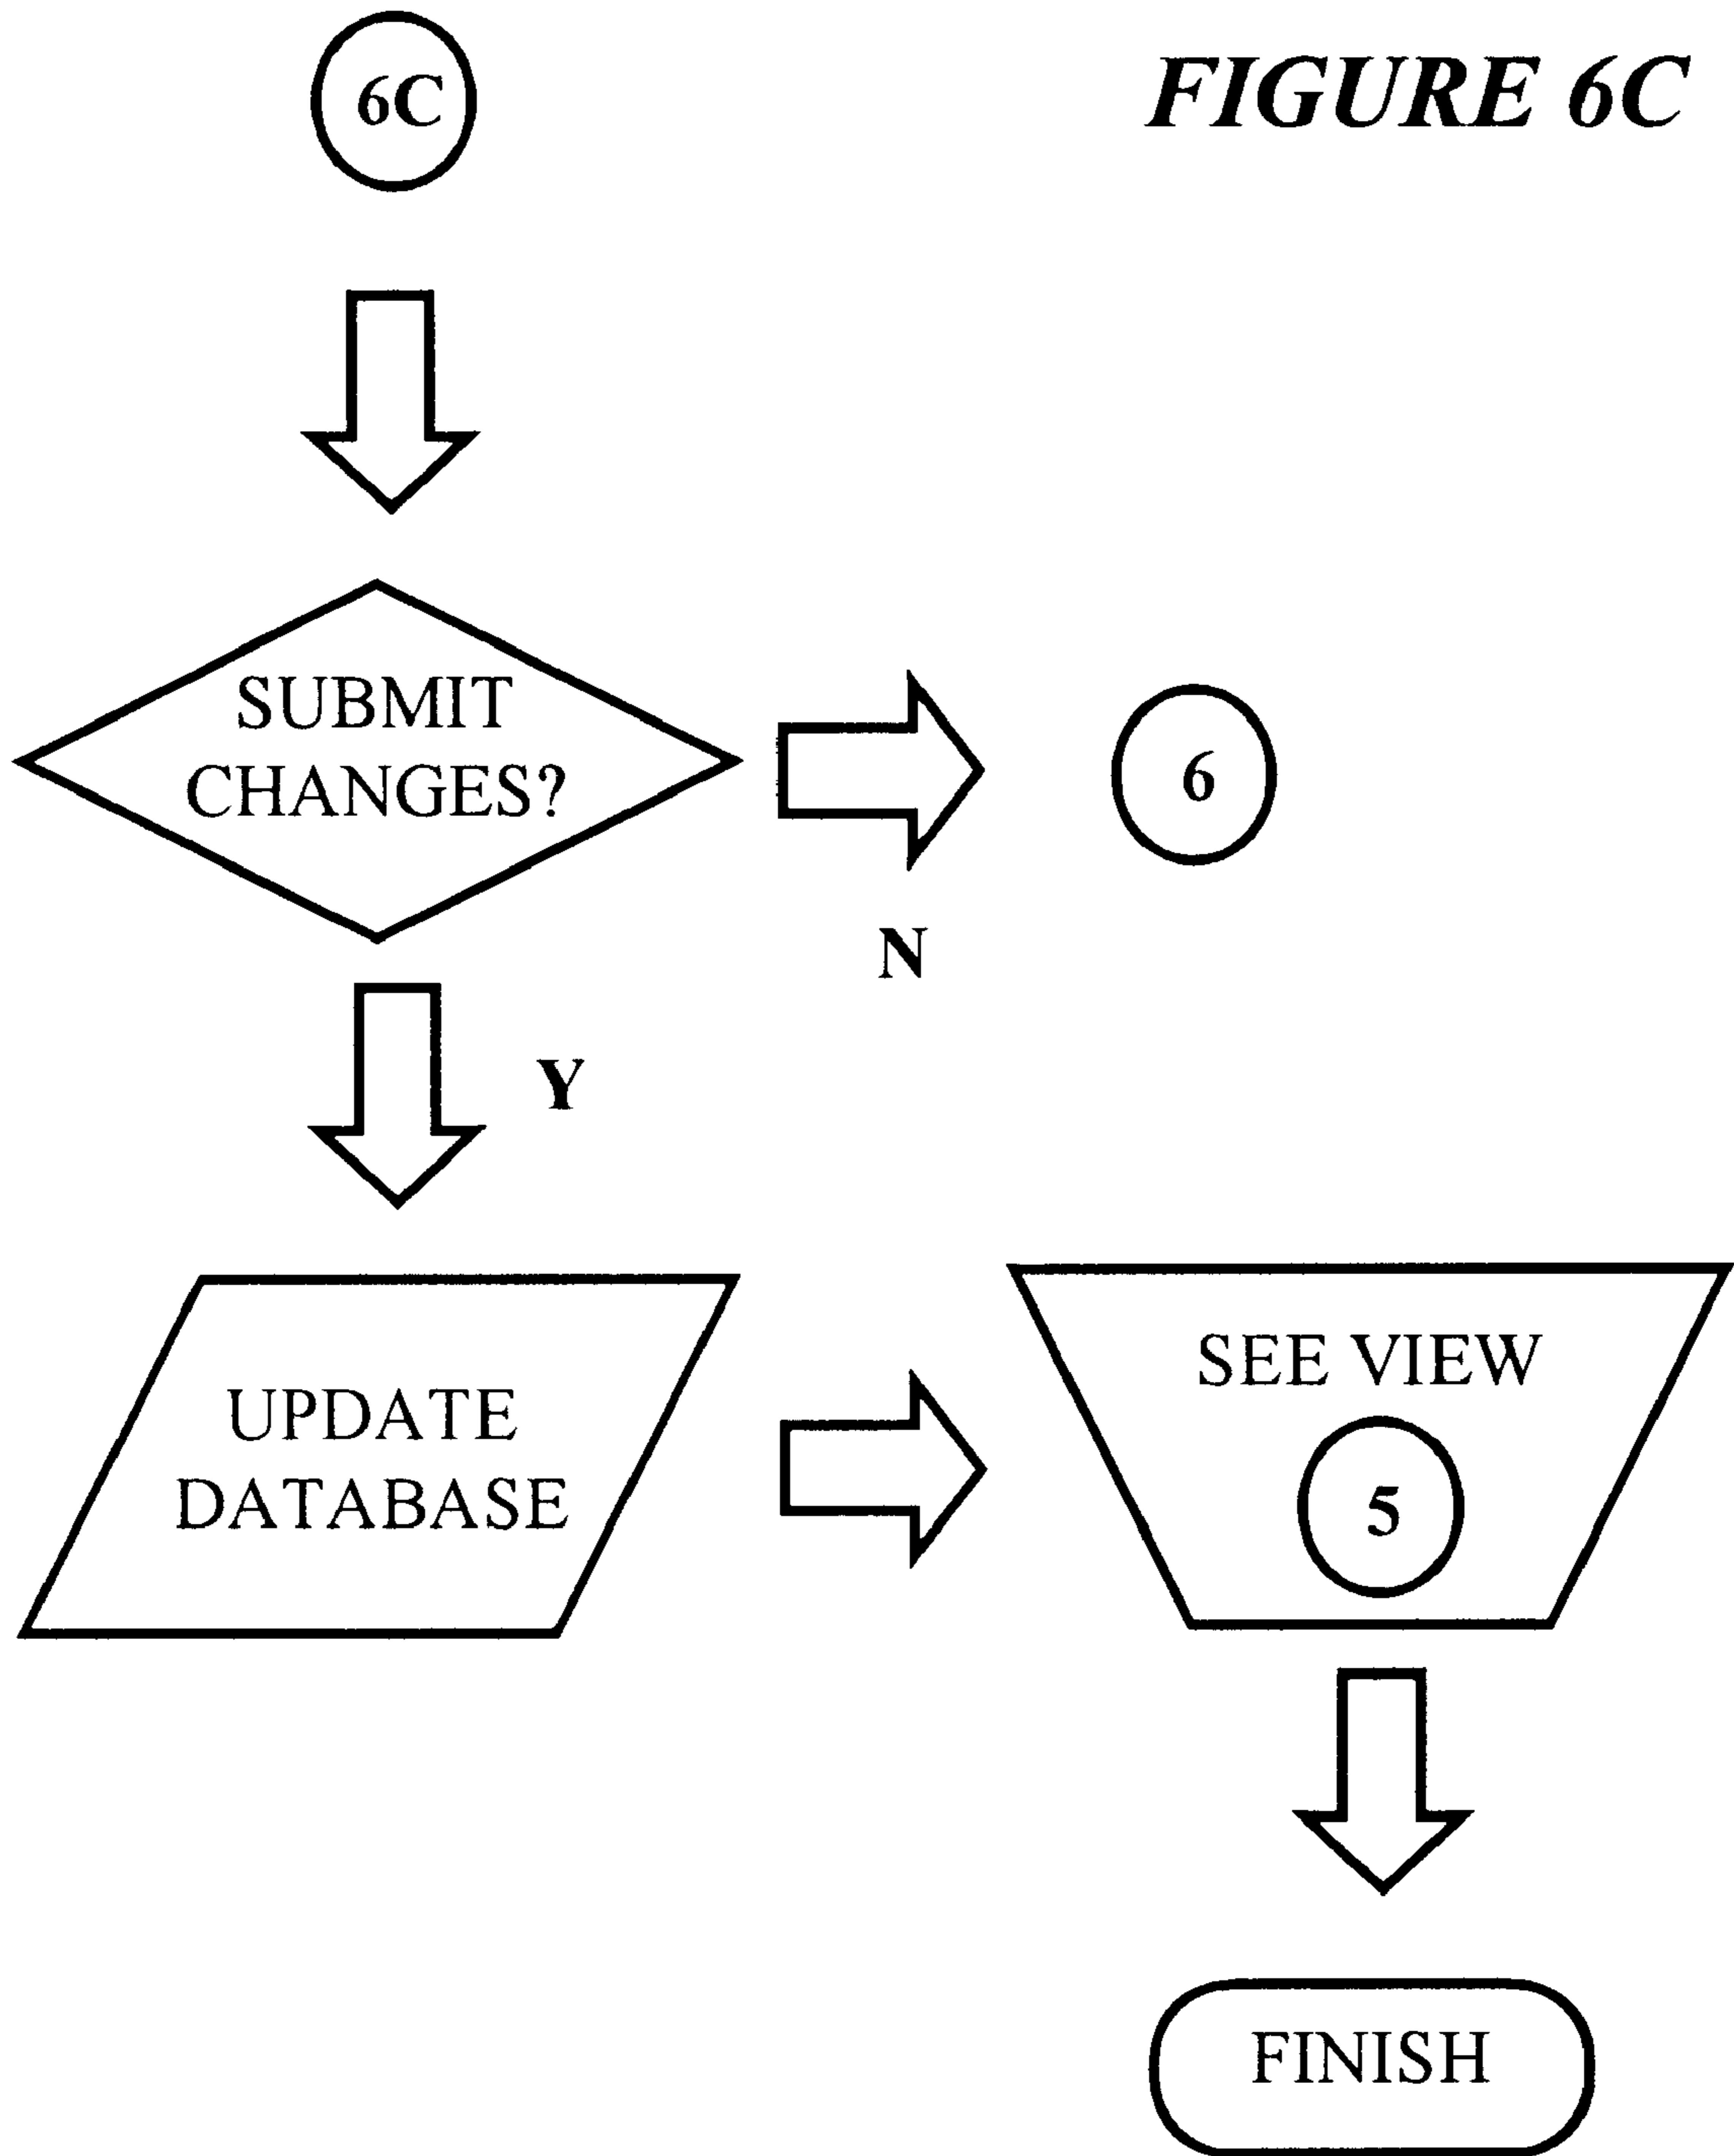 FIGURE 6C
6C
SUBMIT
CHANGES?
6
N
Y
UPDATE
DATABASE
SEE VIEW
5
FINISH